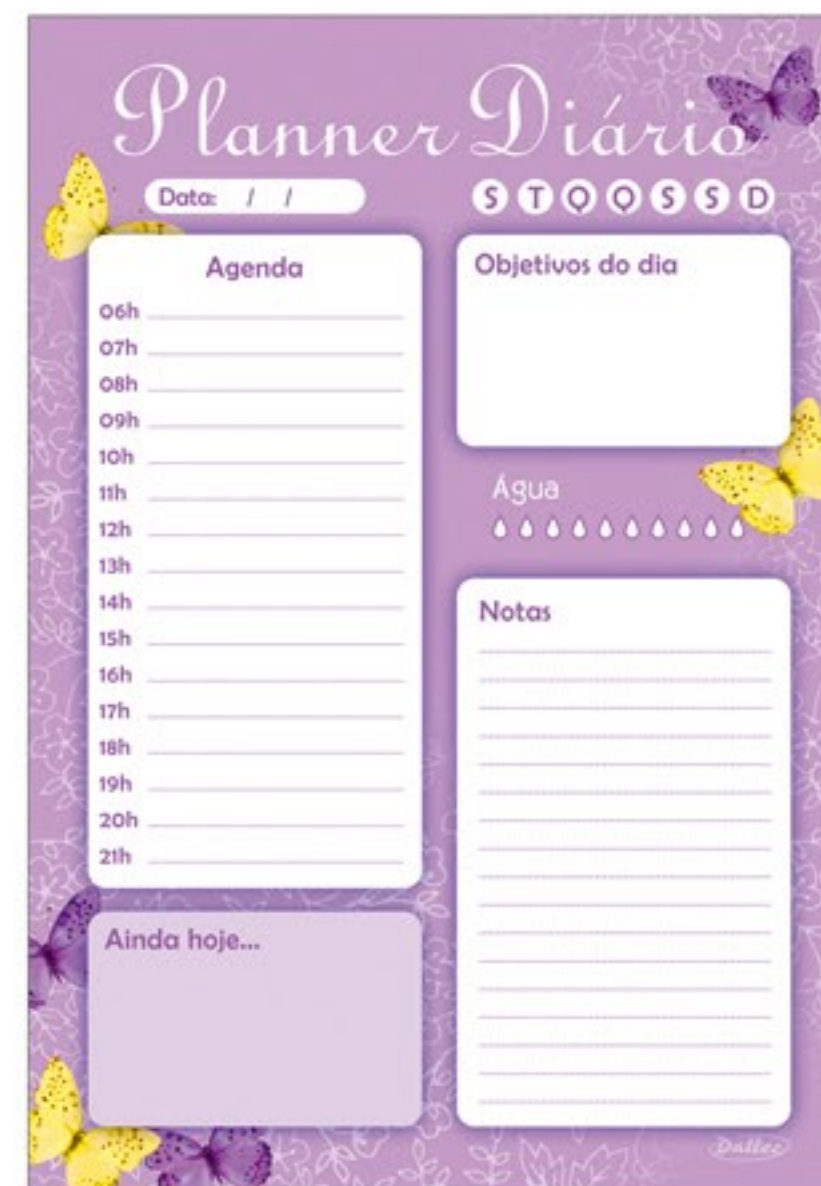 Planner Diário
Data: / /
S T Q Q S S D
Agenda
06h
07h
08h
09h
10h
11h
12h
13h
14h
15h
16h
17h
18h
19h
20h
21h
Ainda hoje...
Objetivos do dia
Água
Notas
Dallec